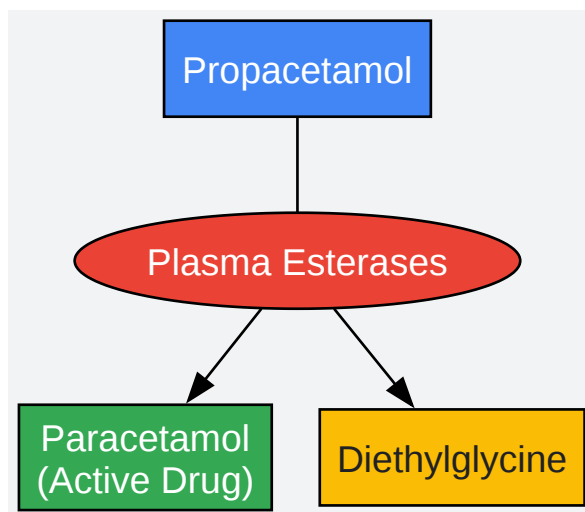 Propacetamol
Plasma Esterases
Paracetamol
(Active Drug)
Diethylglycine